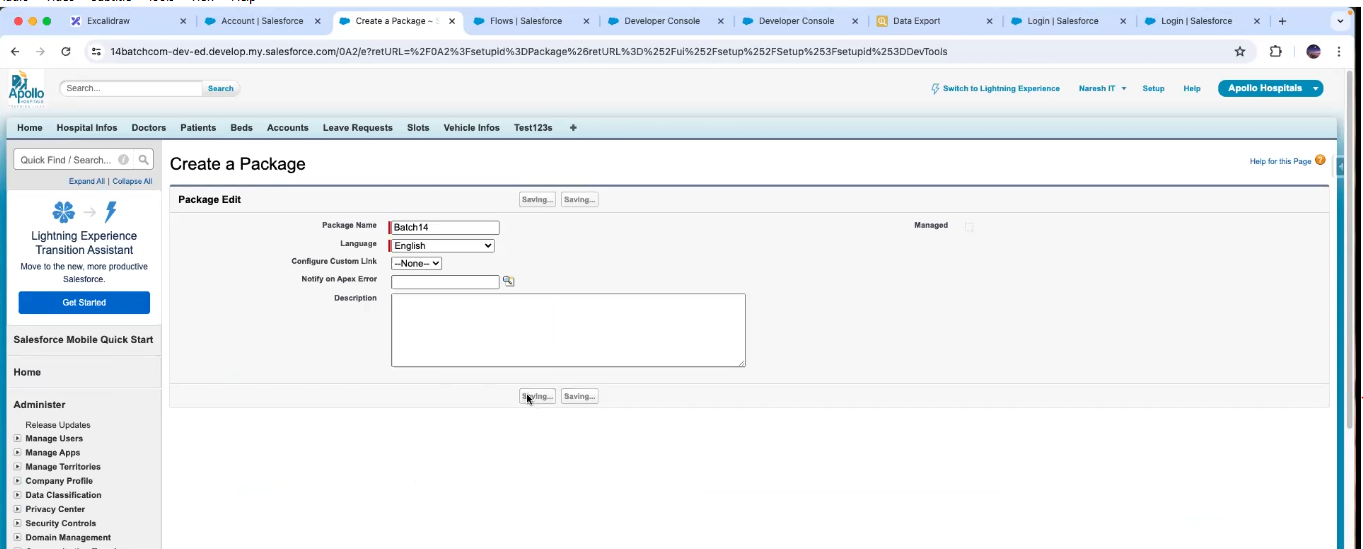 Excalidraw
Account | Salesforce
Create a Package ~ S
Flows | Salesforce
Developer Console
Developer Console
Data Export
Login | Salesforce
Login | Salesforce
14batchcom-dev-ed.develop.my.salesforce.com/0A2/e?retURL=%2F0A2%3Fsetupid%3DPackage%26retURL%3D%252Fui%252Fsetup%252FSetup%253Fsetupid%253DDevTools
Apollo
HOSPITALS
Search...
Search
Switch to Lightning Experience
Naresh IT
Setup
Help
Apollo Hospitals
Home Hospital Infos Doctors Patients Beds Accounts Leave Requests Slots Vehicle Infos Test123s +
Quick Find / Search...
Expand All | Collapse All
Lightning Experience
Transition Assistant
Move to the new, more productive
Salesforce.
Get Started
Salesforce Mobile Quick Start
Home
Administer
Release Updates
Manage Users
Manage Apps
Manage Territories
Company Profile
Data Classification
Privacy Center
Security Controls
Domain Management
Create a Package
Help for this Page
Package Edit
Saving... Saving...
Package Name Batch14
Managed
Language English
Configure Custom Link --None--
Notify on Apex Error
Description
Saving... Saving...